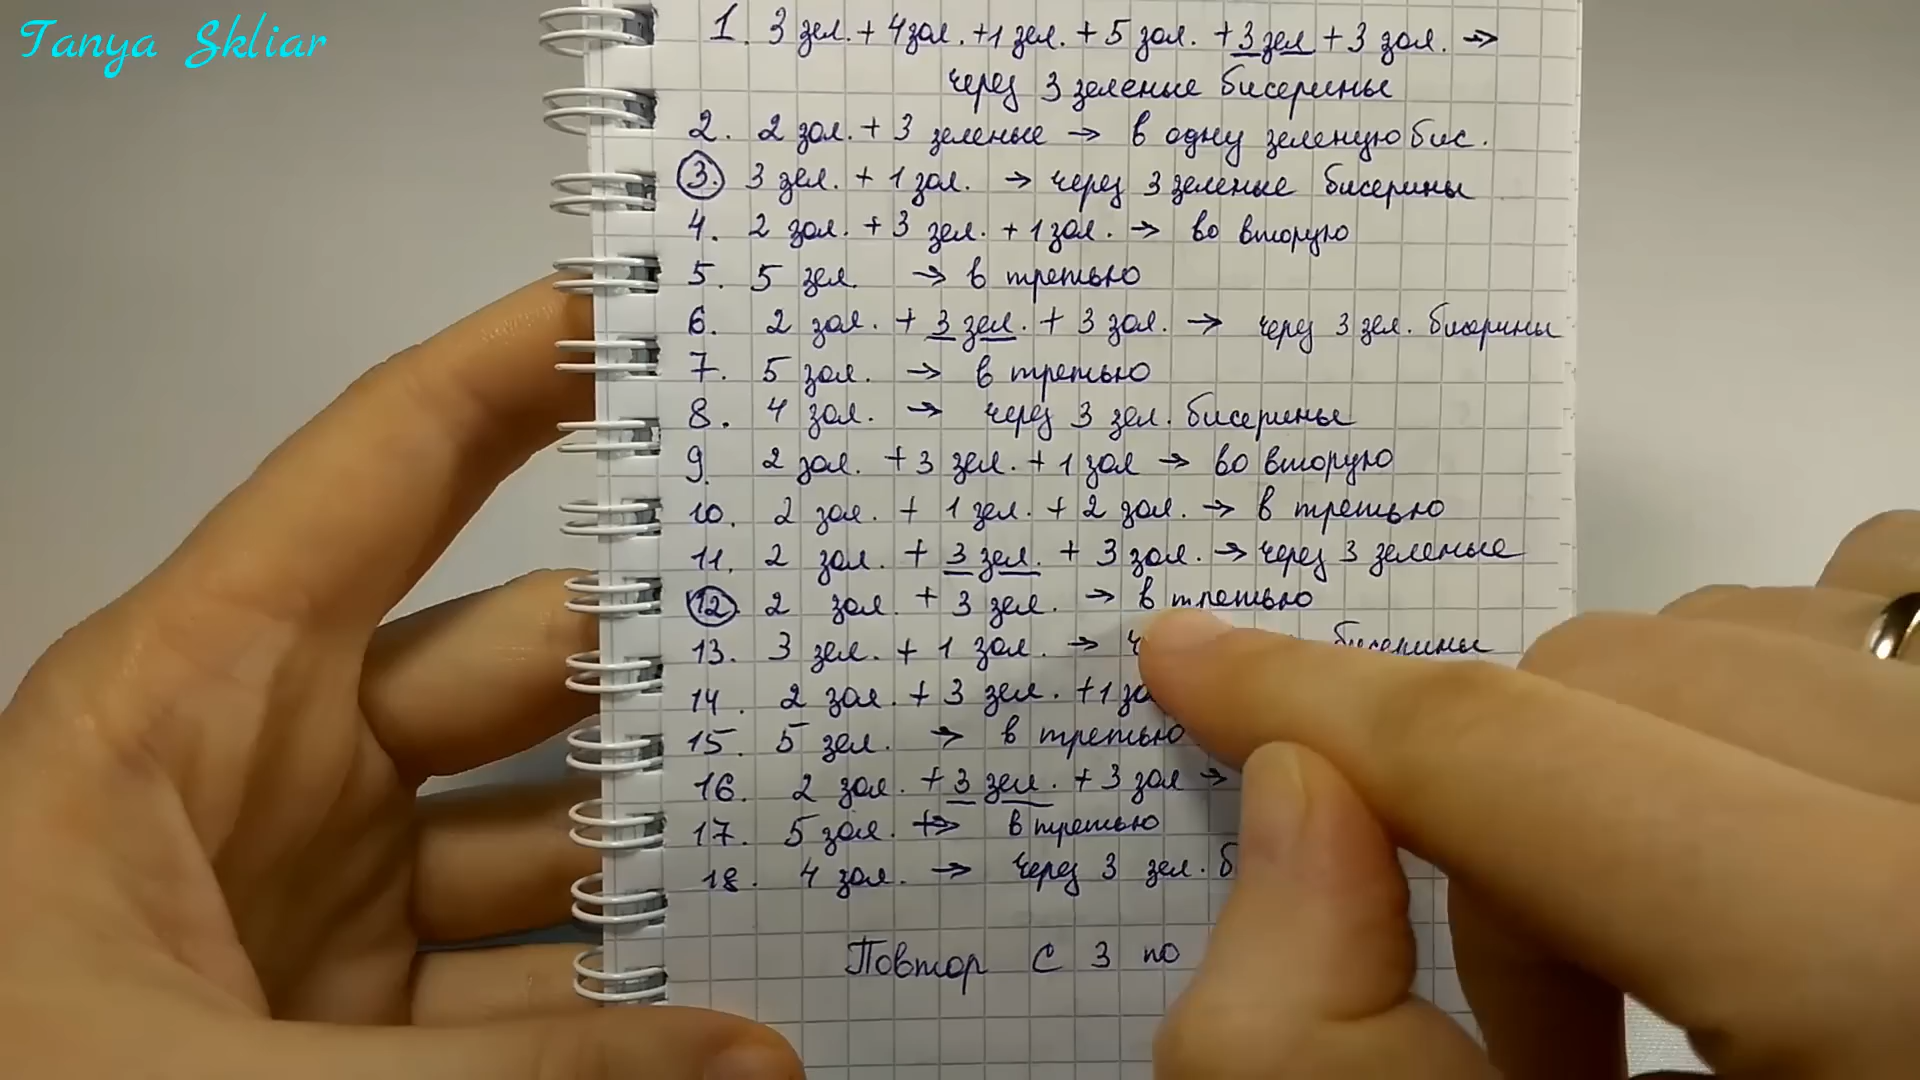 Tanya Skliar
1. 3 зел. + 4 зол. + 1 зел. + 5 зол. + 3 зел + 3 зол. →
через 3 зеленые бисерины
2. 2 зол. + 3 зеленые → в одну зеленую бис.
3. 3 зел. + 1 зол. → через 3 зеленые бисерины
4. 2 зол. + 3 зел. + 1 зол. → во вторую
5. 5 зел. → в третью
6. 2 зол. + 3 зел. + 3 зол. → через 3 зел. бисерины
7. 5 зол. → в третью
8. 4 зол. → через 3 зел. бисерины
9. 2 зол. + 3 зел. + 1 зол → во вторую
10. 2 зол. + 1 зел. + 2 зол. → в третью
11. 2 зол. + 3 зел. + 3 зол. → через 3 зеленые
12. 2 зол. + 3 зел. → в третью
13. 3 зел. + 1 зол. → бисерины
14. 2 зол. + 3 зел. + 1
15. 5 зел. → в третью
16. 2 зол. + 3 зел. + 3 зол →
17. 5 зол. → в третью
18. 4 зол. → через 3 зел.
Повтор с 3 по